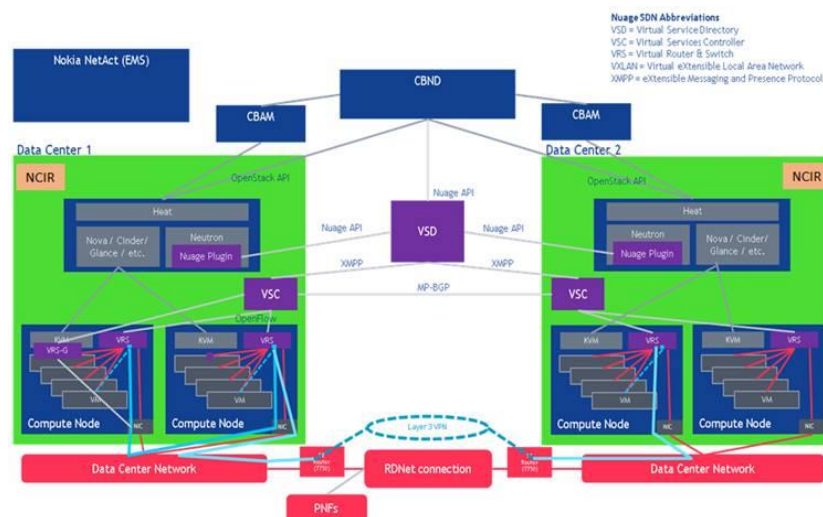 Nuage SDN Abbreviations
VSD = Virtual Service Directory
VSC = Virtual Services Controller
VRS = Virtual Router & Switch
VXLAN = Virtual eXtensible Local Area Network
XMPP = eXtensible Messaging and Presence Protocol
Nokia NetAct (EMS)
CBND
CBAM
CBAM
Data Center 1
Data Center 2
NCIR
NCIR
OpenStack API
OpenStack API
Nuage API
Heat
Heat
Nova / Cinder/
Glance / etc.
Neutron
Nuage Plugin
Nuage API
VSD
Nuage API
Neutron
Nuage Plugin
Nova / Cinder/
Glance / etc.
XMPP
XMPP
VSC
MP-BGP
VSC
OpenFlow
KVM
VRS
VRS-G
VM
Compute Node
NIC
KVM
VRS
VM
Compute Node
NIC
KVM
VRS
VM
Compute Node
NIC
KVM
VRS
VM
Compute Node
NIC
Layer 3 VPN
Data Center Network
Router
RDNet connection
Router
Data Center Network
PNFs